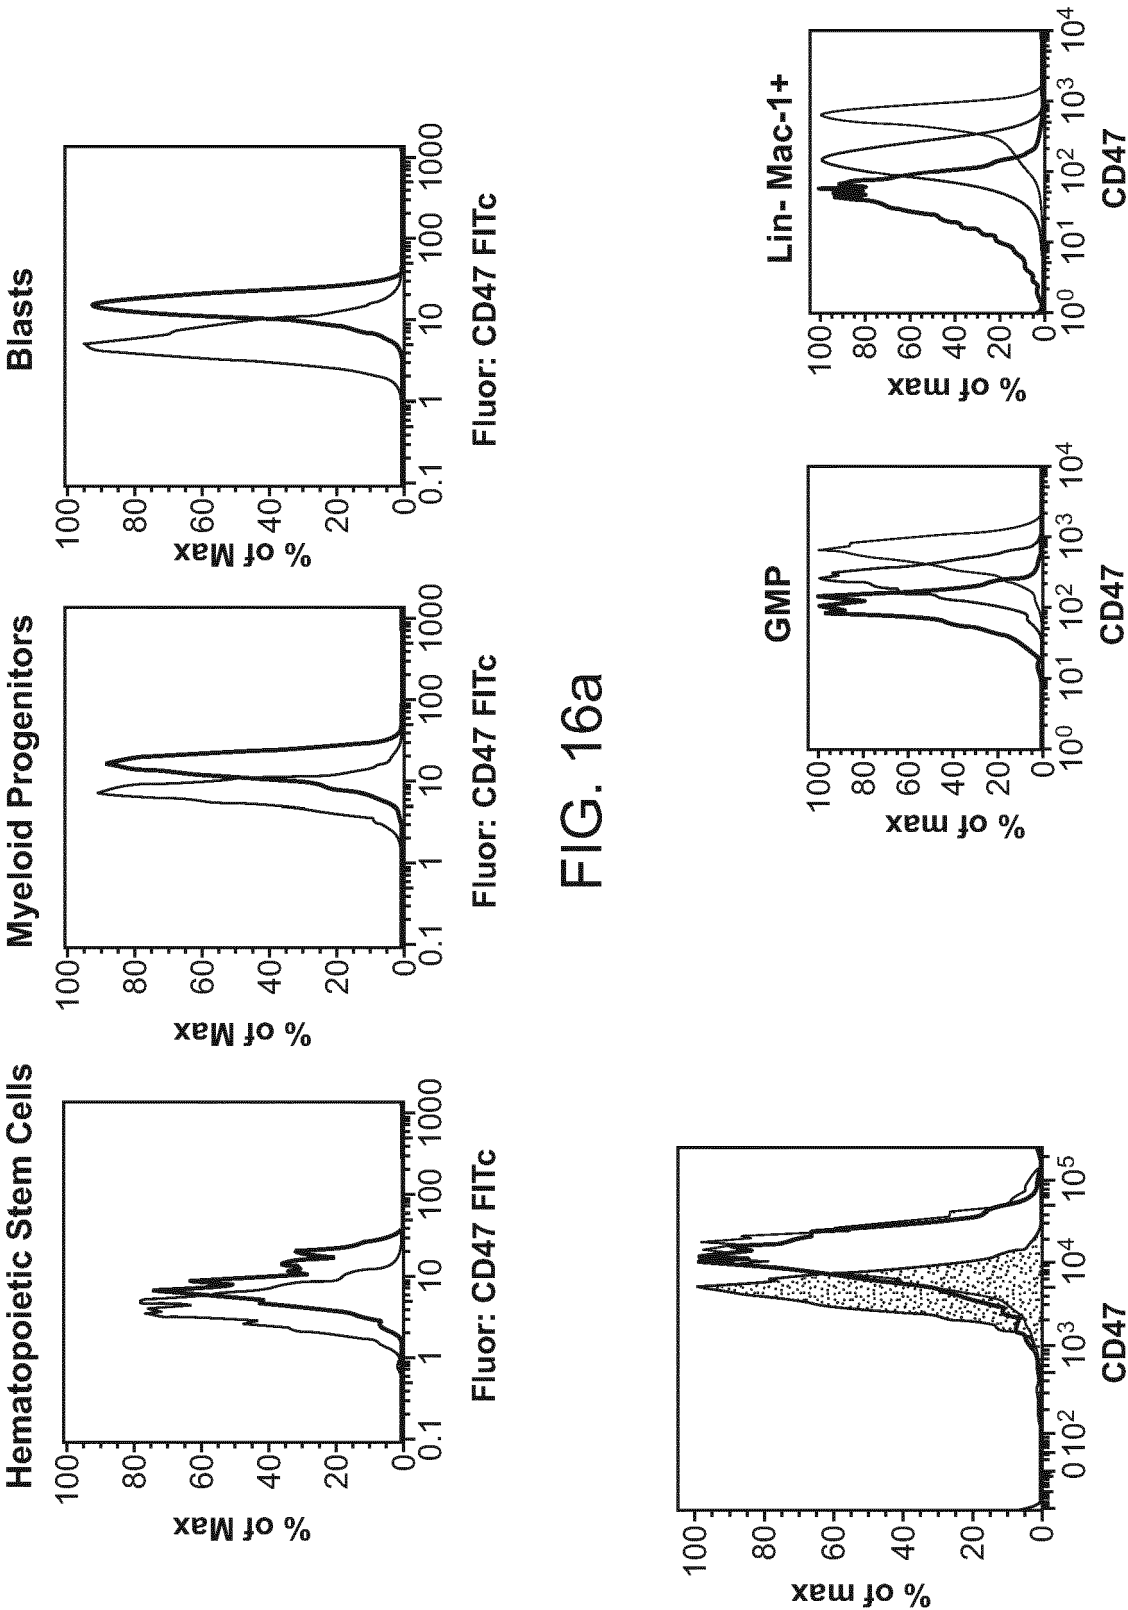 Hematopoietic Stem Cells
% of Max
100
80
60
40
20
0
0.1
1
10
100
1000
Fluor: CD47 FITc
Myeloid Progenitors
% of Max
100
80
60
40
20
0
0.1
1
10
100
1000
Fluor: CD47 FITc
Blasts
% of Max
100
80
60
40
20
0
0.1
1
10
100
1000
Fluor: CD47 FITc
FIG. 16a
% of max
100
80
60
40
20
0
0 10² 10³ 10⁴ 10⁵
CD47
GMP
% of max
100
80
60
40
20
0
10⁰ 10¹ 10² 10³ 10⁴
CD47
Lin- Mac-1+
% of max
100
80
60
40
20
0
10⁰ 10¹ 10² 10³ 10⁴
CD47